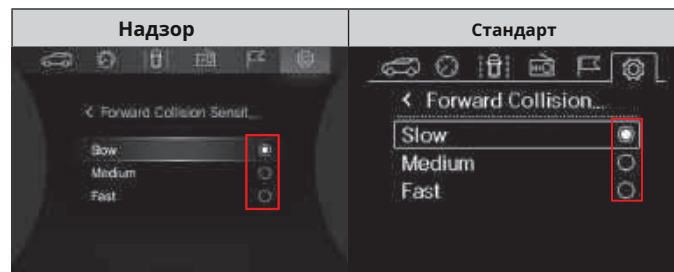 Надзор
Стандарт
< Forward Collision Sensit...
Slow
Medium
Fast
< Forward Collision...
Slow
Medium
Fast